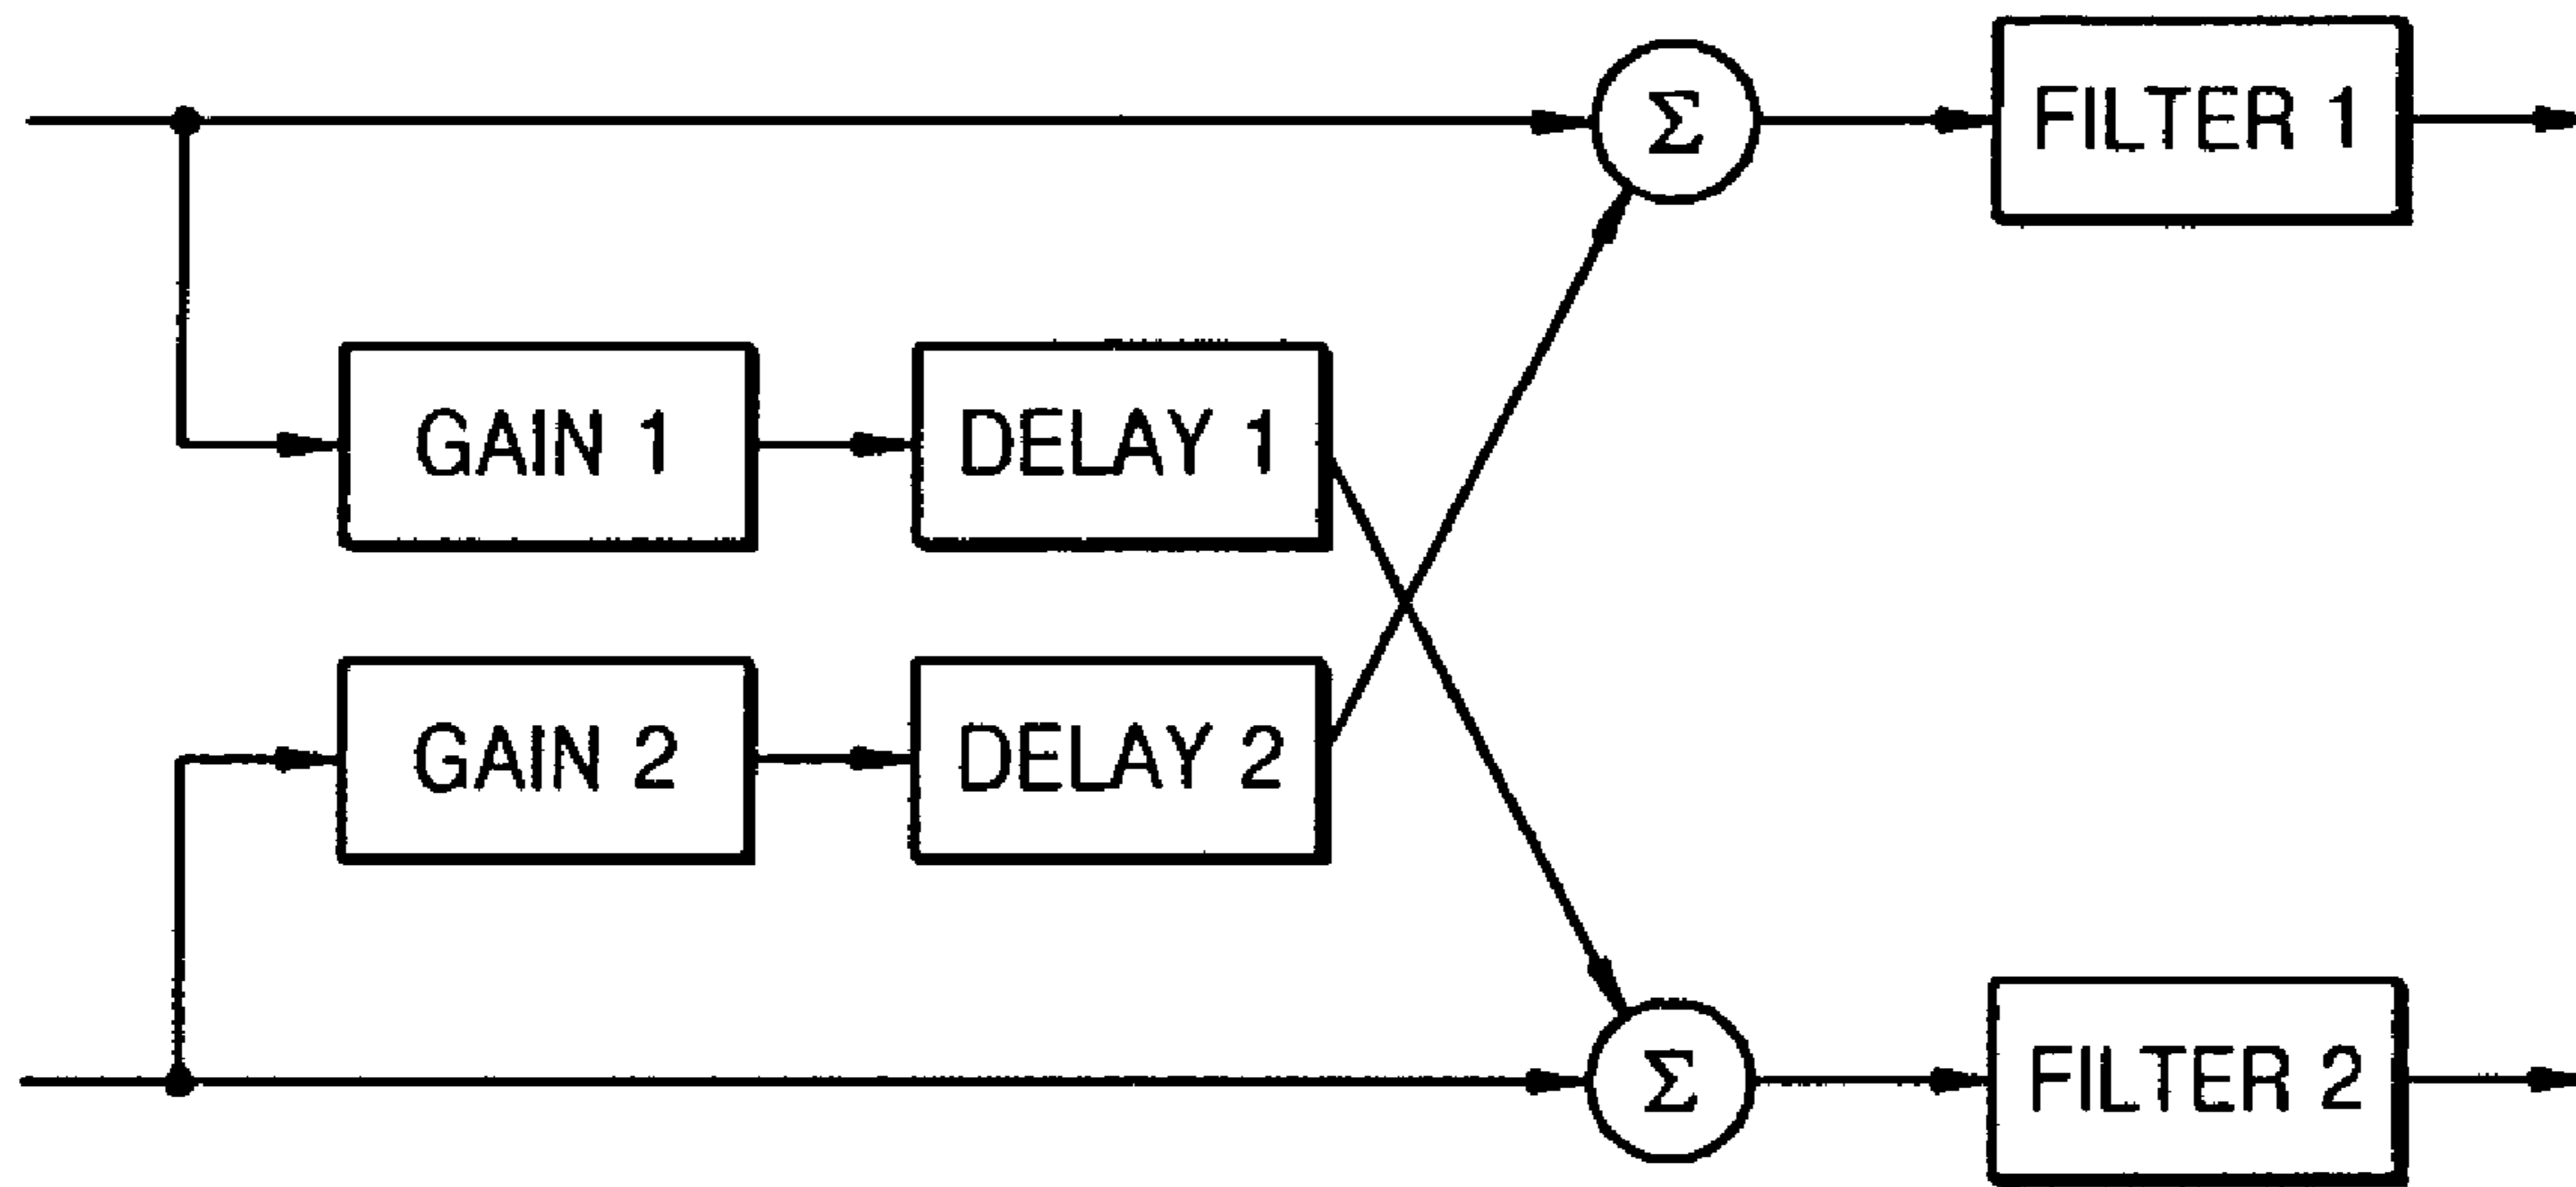 Σ
FILTER 1
GAIN 1
DELAY 1
GAIN 2
DELAY 2
Σ
FILTER 2